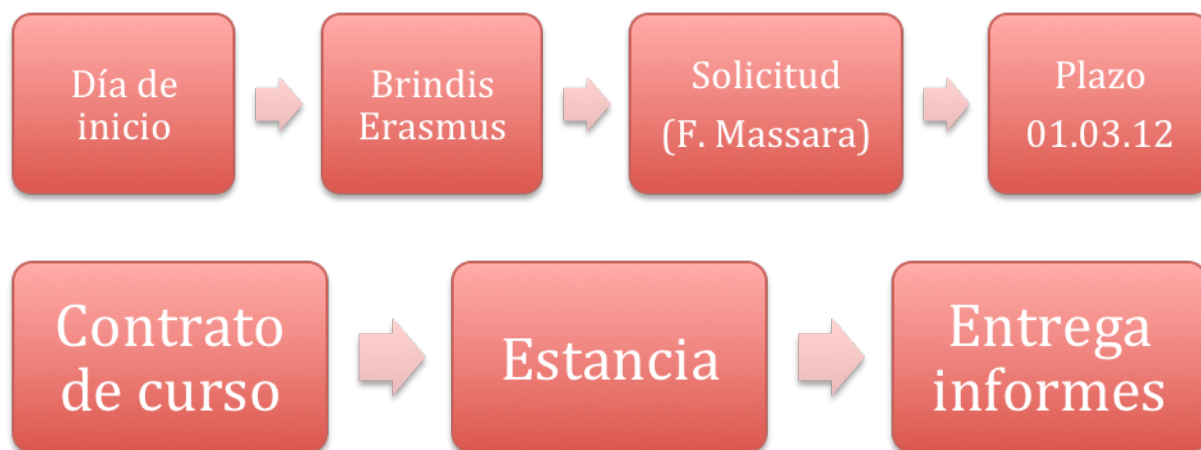 Día de
inicio
Brindis
Erasmus
Solicitud
(F. Massara)
Plazo
01.03.12
Contrato
de curso
Estancia
Entrega
informes